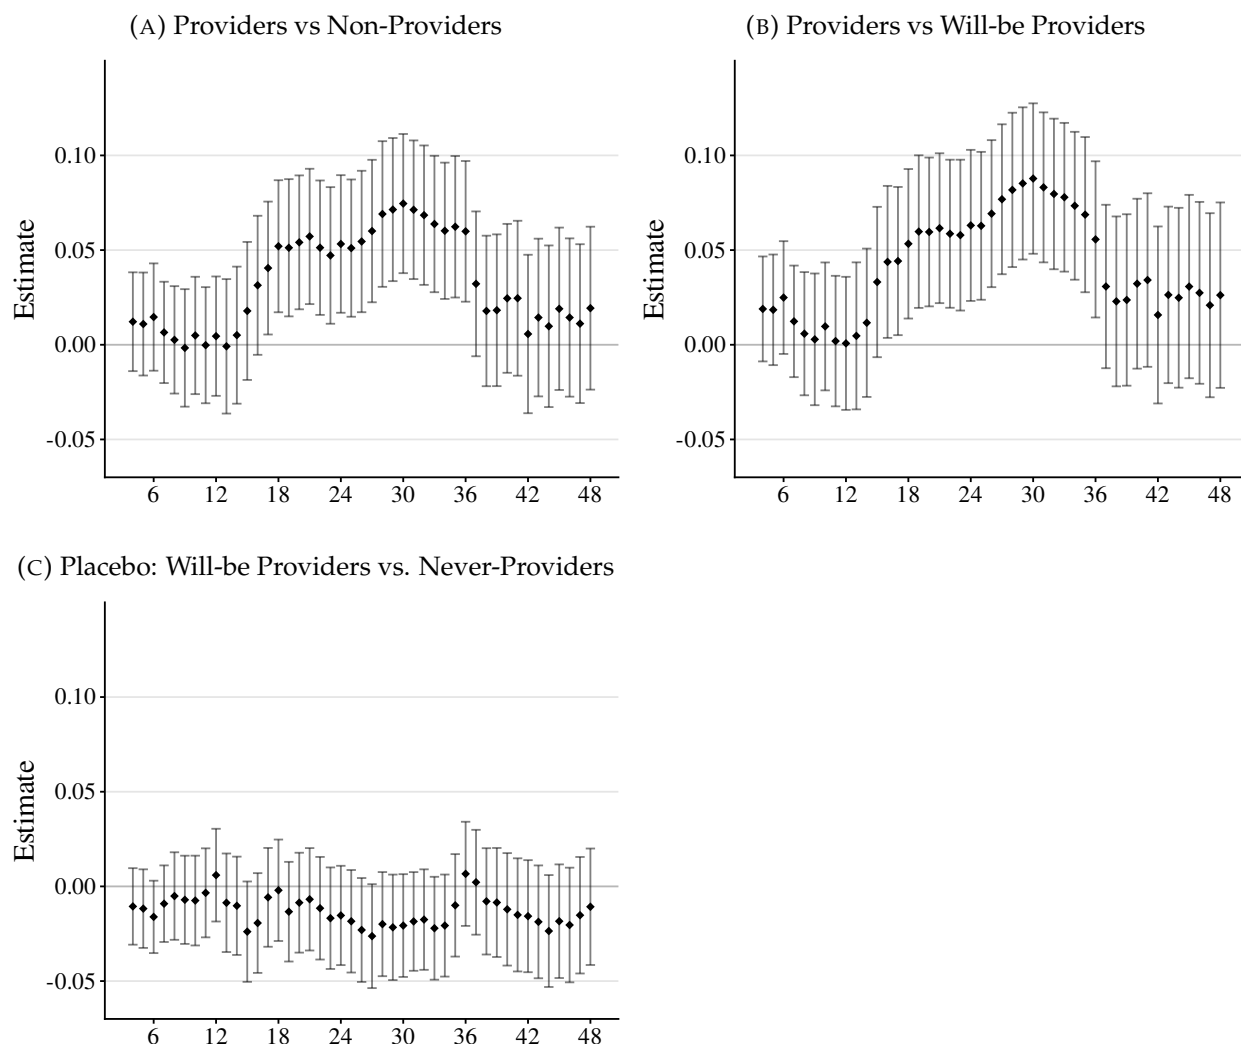 (A) Providers vs Non-Providers
Estimate
0.10
0.05
0.00
-0.05
6 12 18 24 30 36 42 48
(B) Providers vs Will-be Providers
Estimate
0.10
0.05
0.00
-0.05
6 12 18 24 30 36 42 48
(C) Placebo: Will-be Providers vs. Never-Providers
Estimate
0.10
0.05
0.00
-0.05
6 12 18 24 30 36 42 48